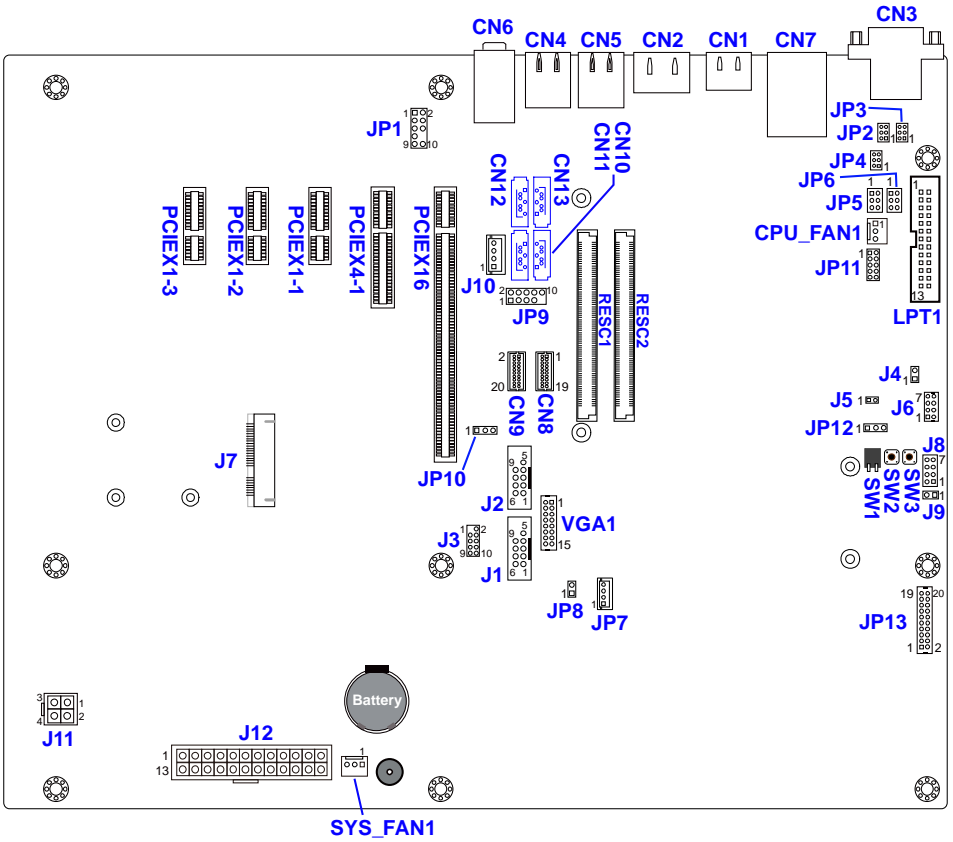 CN3
CN6 CN4 CN5 CN2 CN1 CN7
JP3
JP1 1 2 9 10
JP2 1 1
CN10
CN11
JP4 1
JP6
CN12 CN13
JP5 1 1
PCIEX1-3 PCIEX1-2 PCIEX1-1 PCIEX4-1 PCIEX16
CPU_FAN1 1
1 13 LPT1
J10 1
JP11 1
2 10 1 JP9
RESC1 RESC2
2 20 CN9
1 19 CN8
J4 1
J5 1
7 J6 1
JP12 1
1 JP10
J7
J8 7 1
SW1 SW2 SW3
J9 1
J2 5 9 6 1
1 VGA1 15
J3 1 2 9 10
J1 5 9 6 1
1 JP8
1 JP7
19 20 JP13 1 2
Battery
3 1 4 2 J11
J12
1
13
1
SYS_FAN1